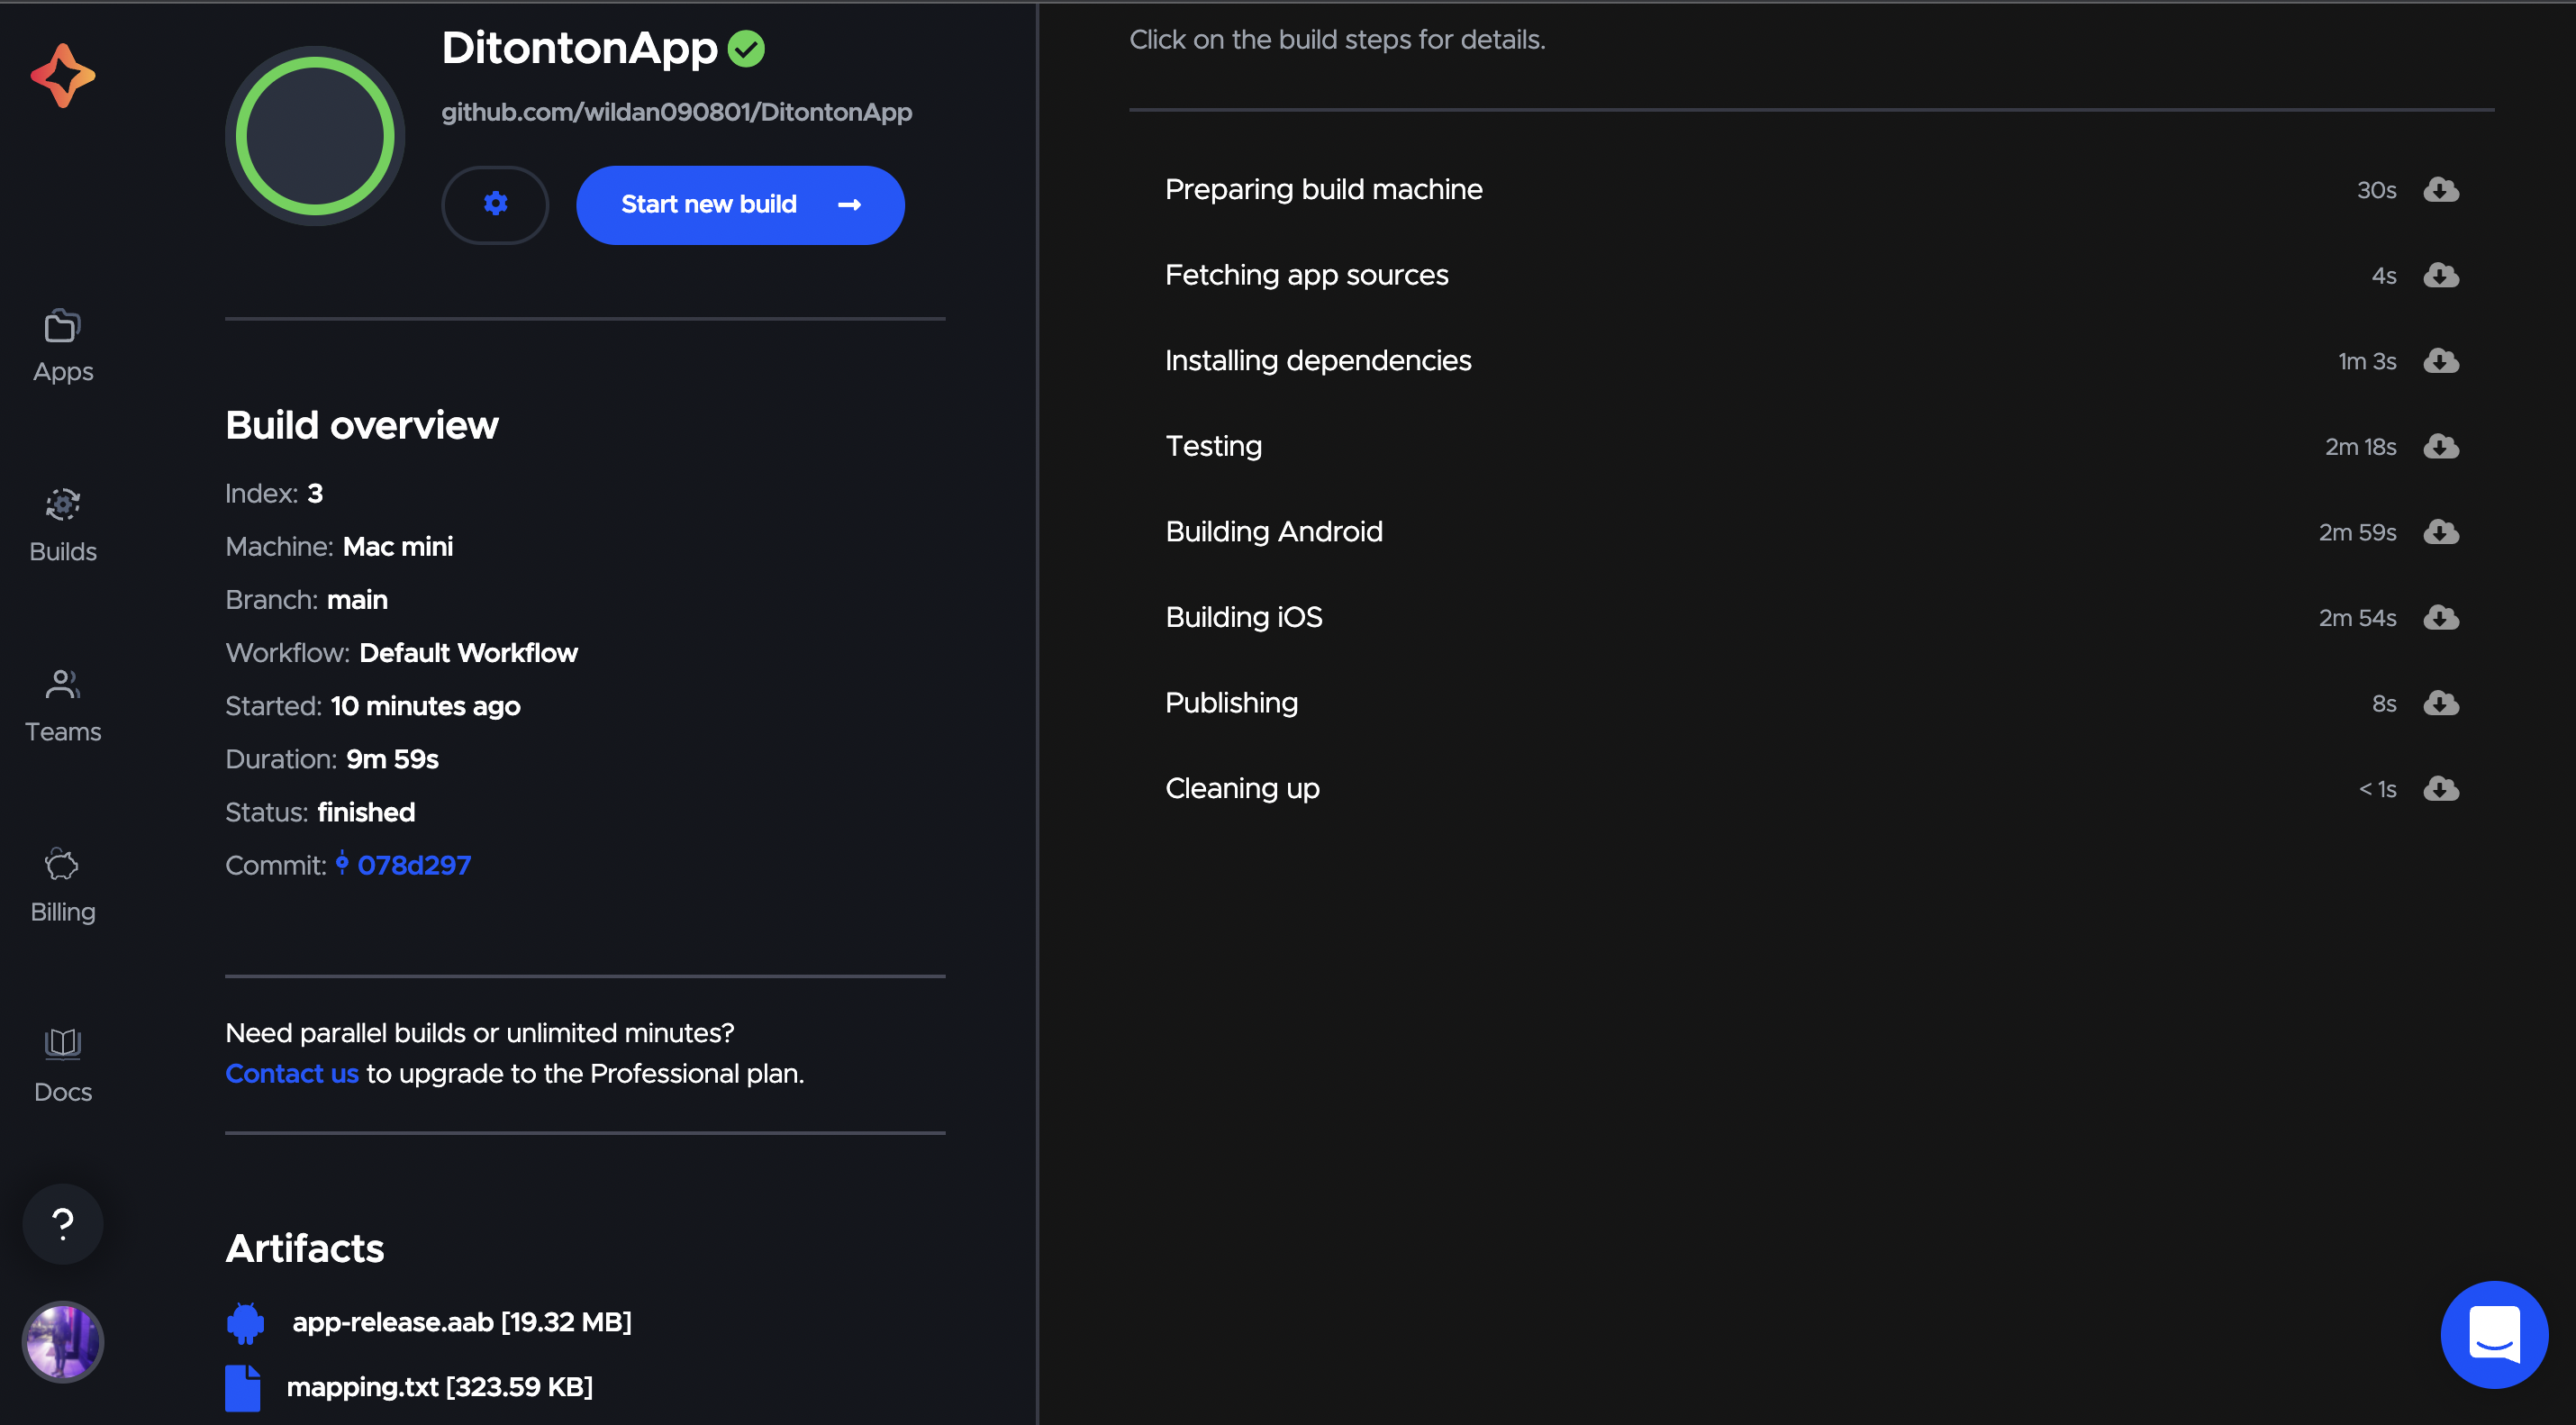 DitontonApp
github.com/wildan090801/DitontonApp
Start new build
Apps
Builds
Teams
Billing
Docs
?
Build overview
Index: 3
Machine: Mac mini
Branch: main
Workflow: Default Workflow
Started: 10 minutes ago
Duration: 9m 59s
Status: finished
Commit: 078d297
Need parallel builds or unlimited minutes?
Contact us to upgrade to the Professional plan.
Artifacts
app-release.aab [19.32 MB]
mapping.txt [323.59 KB]
Click on the build steps for details.
Preparing build machine 30s
Fetching app sources 4s
Installing dependencies 1m 3s
Testing 2m 18s
Building Android 2m 59s
Building iOS 2m 54s
Publishing 8s
Cleaning up < 1s